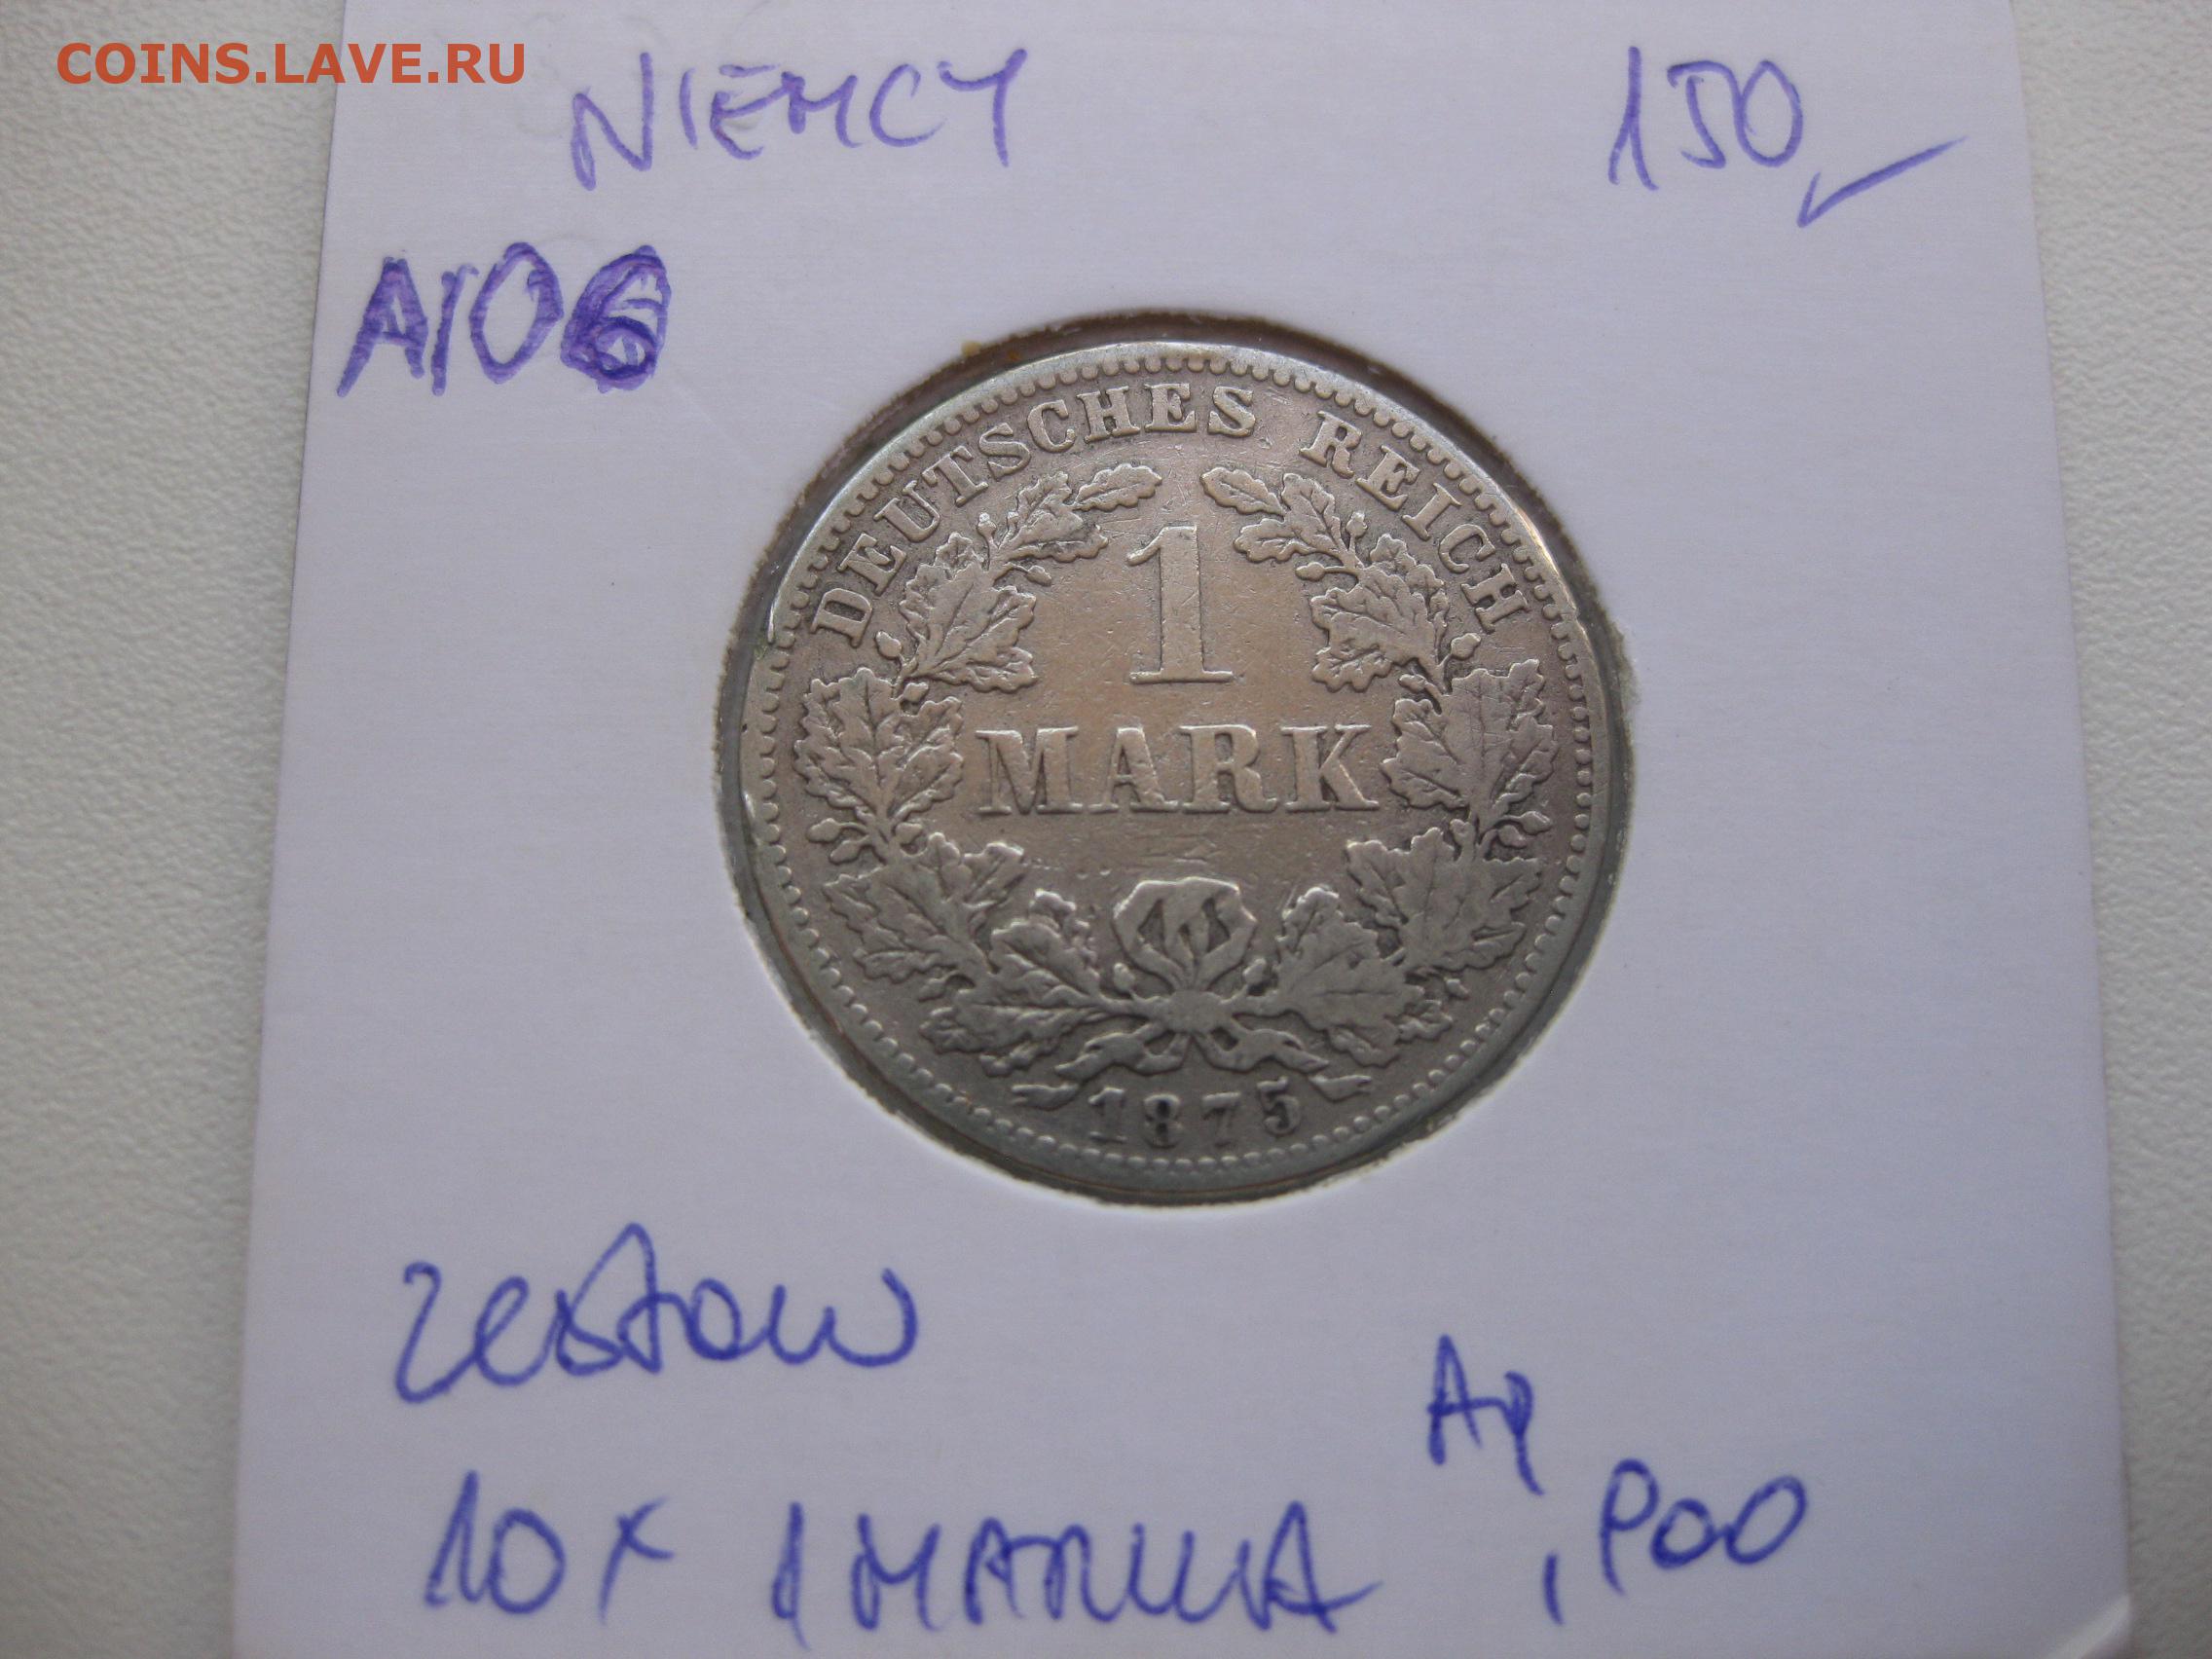 COINS.LAVE.RU
NIEMCY 150,-
A106
DEUTSCHES REICH
1
MARK
1875
zestaw
10x 1 MARKA Ag ,900